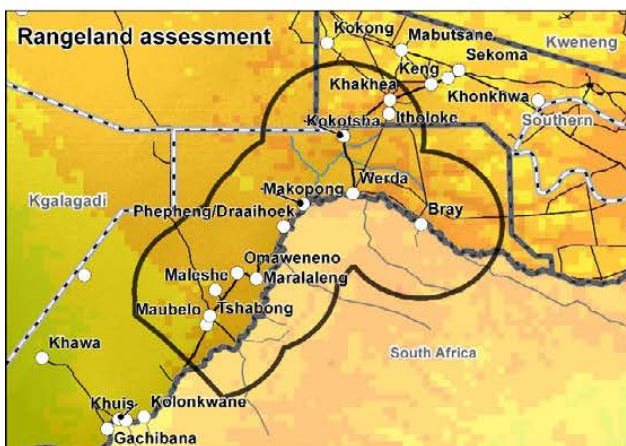 Rangeland assessment
Kokong
Mabutsane
Kweneng
Sekoma
Keng
Khakhea
Khonkhwa
Itholoke
Southern
Kokotsha
Kgalagadi
Makopong
Werda
Phepheng/Draaihoek
Bray
Omaweneno
Maleshe
Maralaleng
Tshabong
Maubelo
Khawa
South Africa
Khuis
Kolonkwane
Gachibana